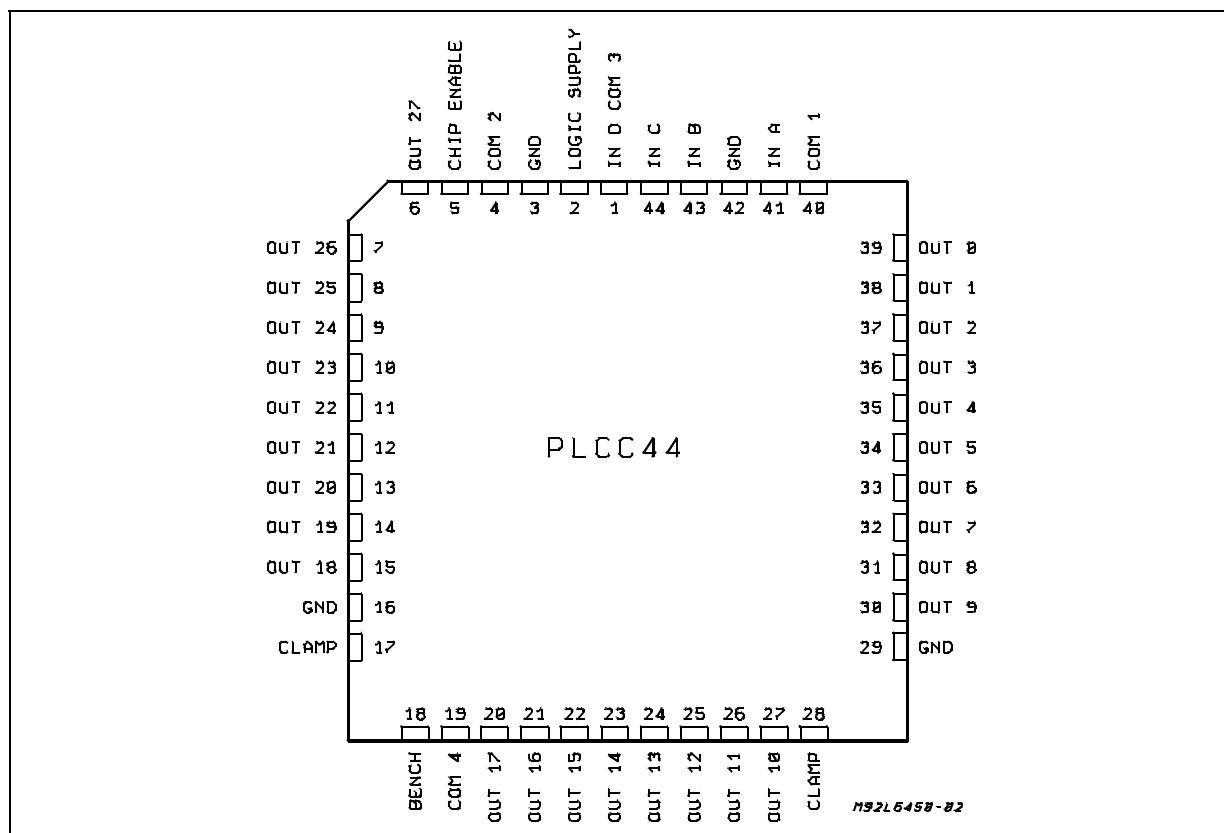 OUT 27
CHIP ENABLE
COM 2
GND
LOGIC SUPPLY
IN D COM 3
IN C
IN B
GND
IN A
COM 1
6 5 4 3 2 1 44 43 42 41 40
OUT 26 7
OUT 25 8
OUT 24 9
OUT 23 10
OUT 22 11
OUT 21 12
OUT 20 13
OUT 19 14
OUT 18 15
GND 16
CLAMP 17
PLCC44
39 OUT 0
38 OUT 1
37 OUT 2
36 OUT 3
35 OUT 4
34 OUT 5
33 OUT 6
32 OUT 7
31 OUT 8
30 OUT 9
29 GND
18 19 20 21 22 23 24 25 26 27 28
BENCH
COM 4
OUT 17
OUT 16
OUT 15
OUT 14
OUT 13
OUT 12
OUT 11
OUT 10
CLAMP
M92L6450-02